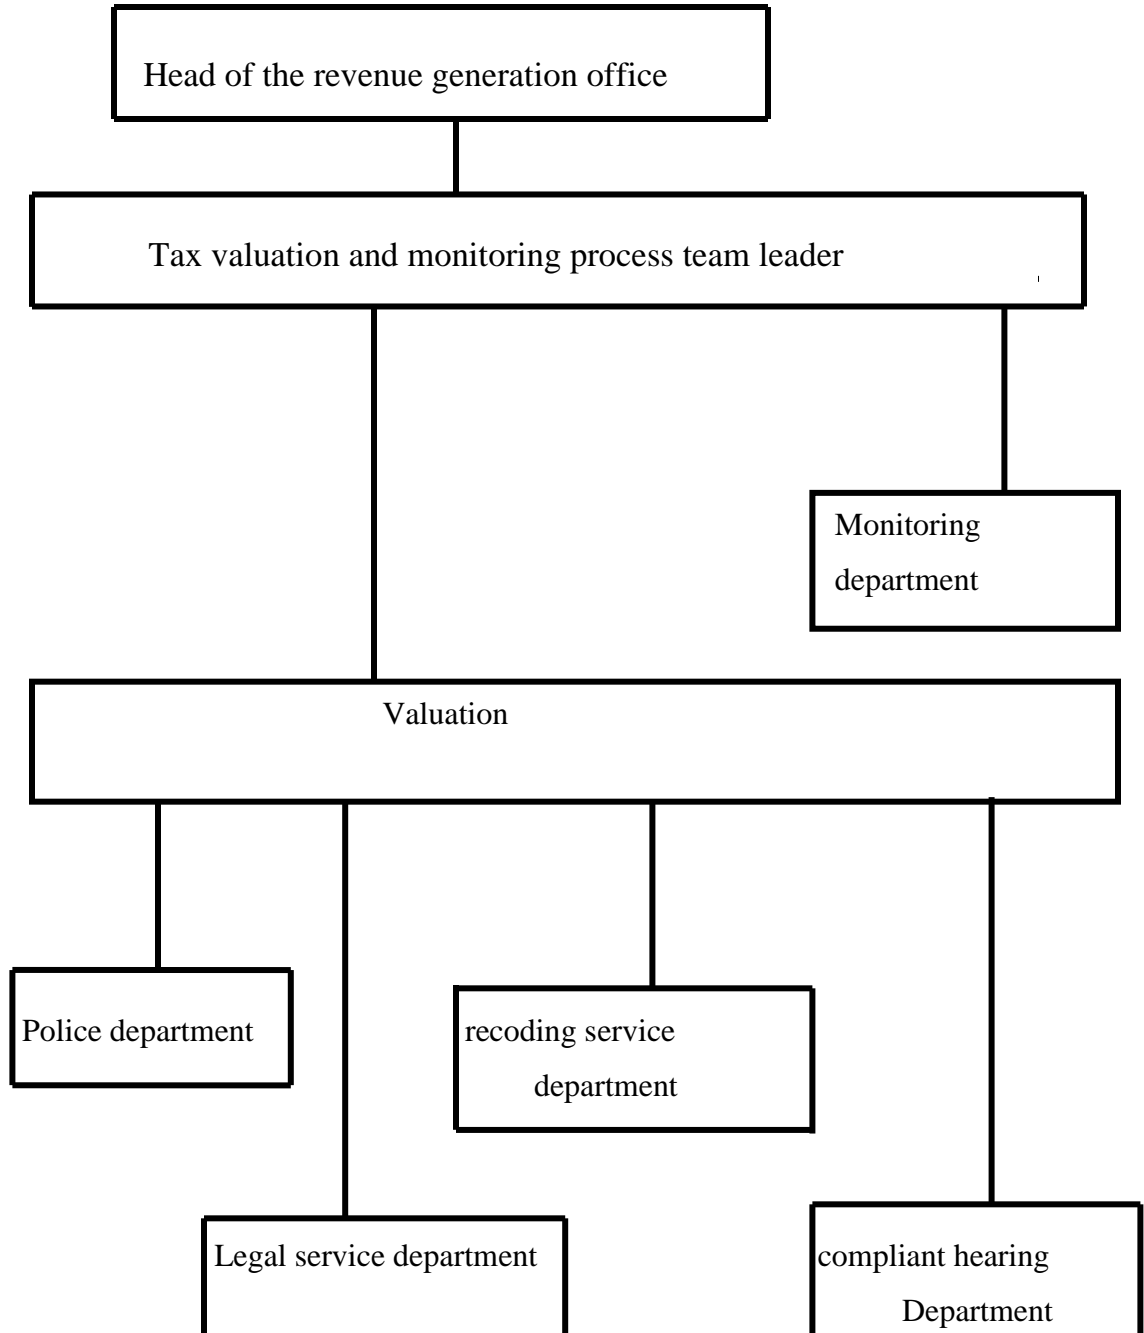 Head of the revenue generation office
Tax valuation and monitoring process team leader
Monitoring
department
Valuation
Police department
recoding service
department
Legal service department
compliant hearing
Department